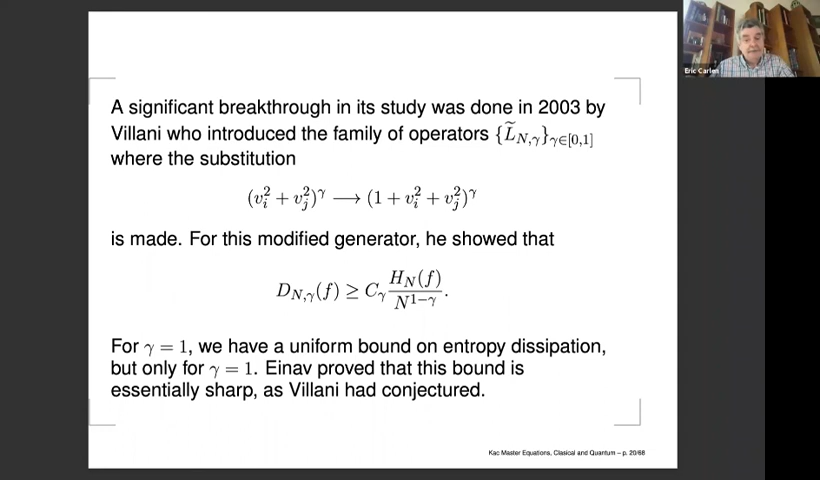 Eric Carlen
A significant breakthrough in its study was done in 2003 by
Villani who introduced the family of operators {L̃_{N,γ}}_{γ∈[0,1]}
where the substitution
(v_i^2 + v_j^2)^γ ⟶ (1 + v_i^2 + v_j^2)^γ
is made. For this modified generator, he showed that
D_{N,γ}(f) ≥ C_γ H_N(f) / N^{1−γ}.
For γ = 1, we have a uniform bound on entropy dissipation,
but only for γ = 1. Einav proved that this bound is
essentially sharp, as Villani had conjectured.
Kac Master Equations, Clasical and Quantum – p. 20/68